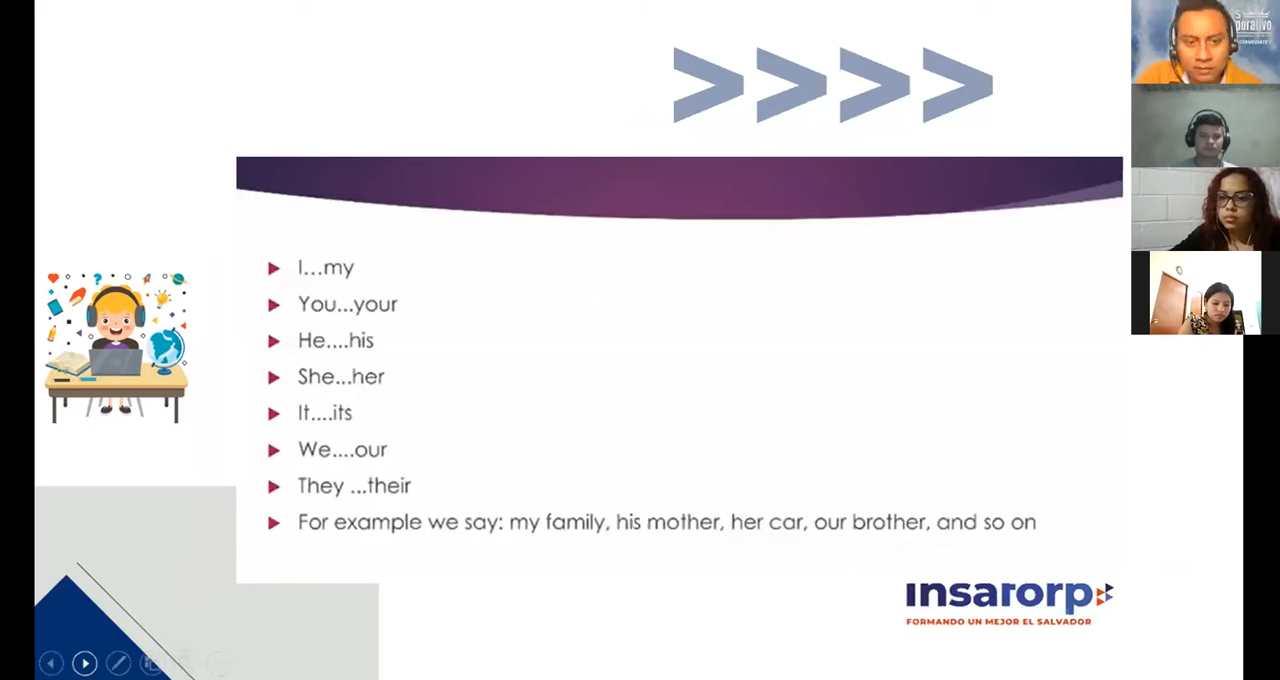 I...my
You...your
He....his
She...her
It....its
We....our
They ...their
For example we say: my family, his mother, her car, our brother, and so on
FORMANDO UN MEJOR EL SALVADOR